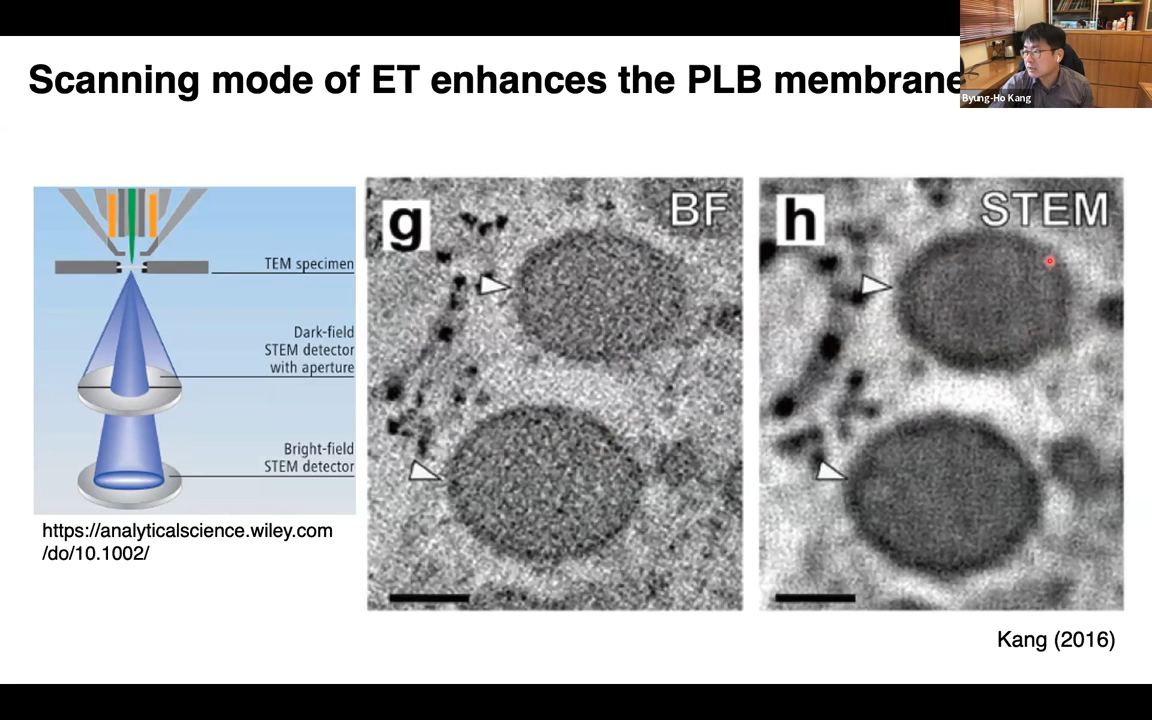 Scanning mode of ET enhances the PLB membrane
Byung-Ho Kang
TEM specimen
Dark-field
STEM detector
with aperture
Bright-field
STEM detector
https://analyticalscience.wiley.com
/do/10.1002/
g
BF
h
STEM
Kang (2016)